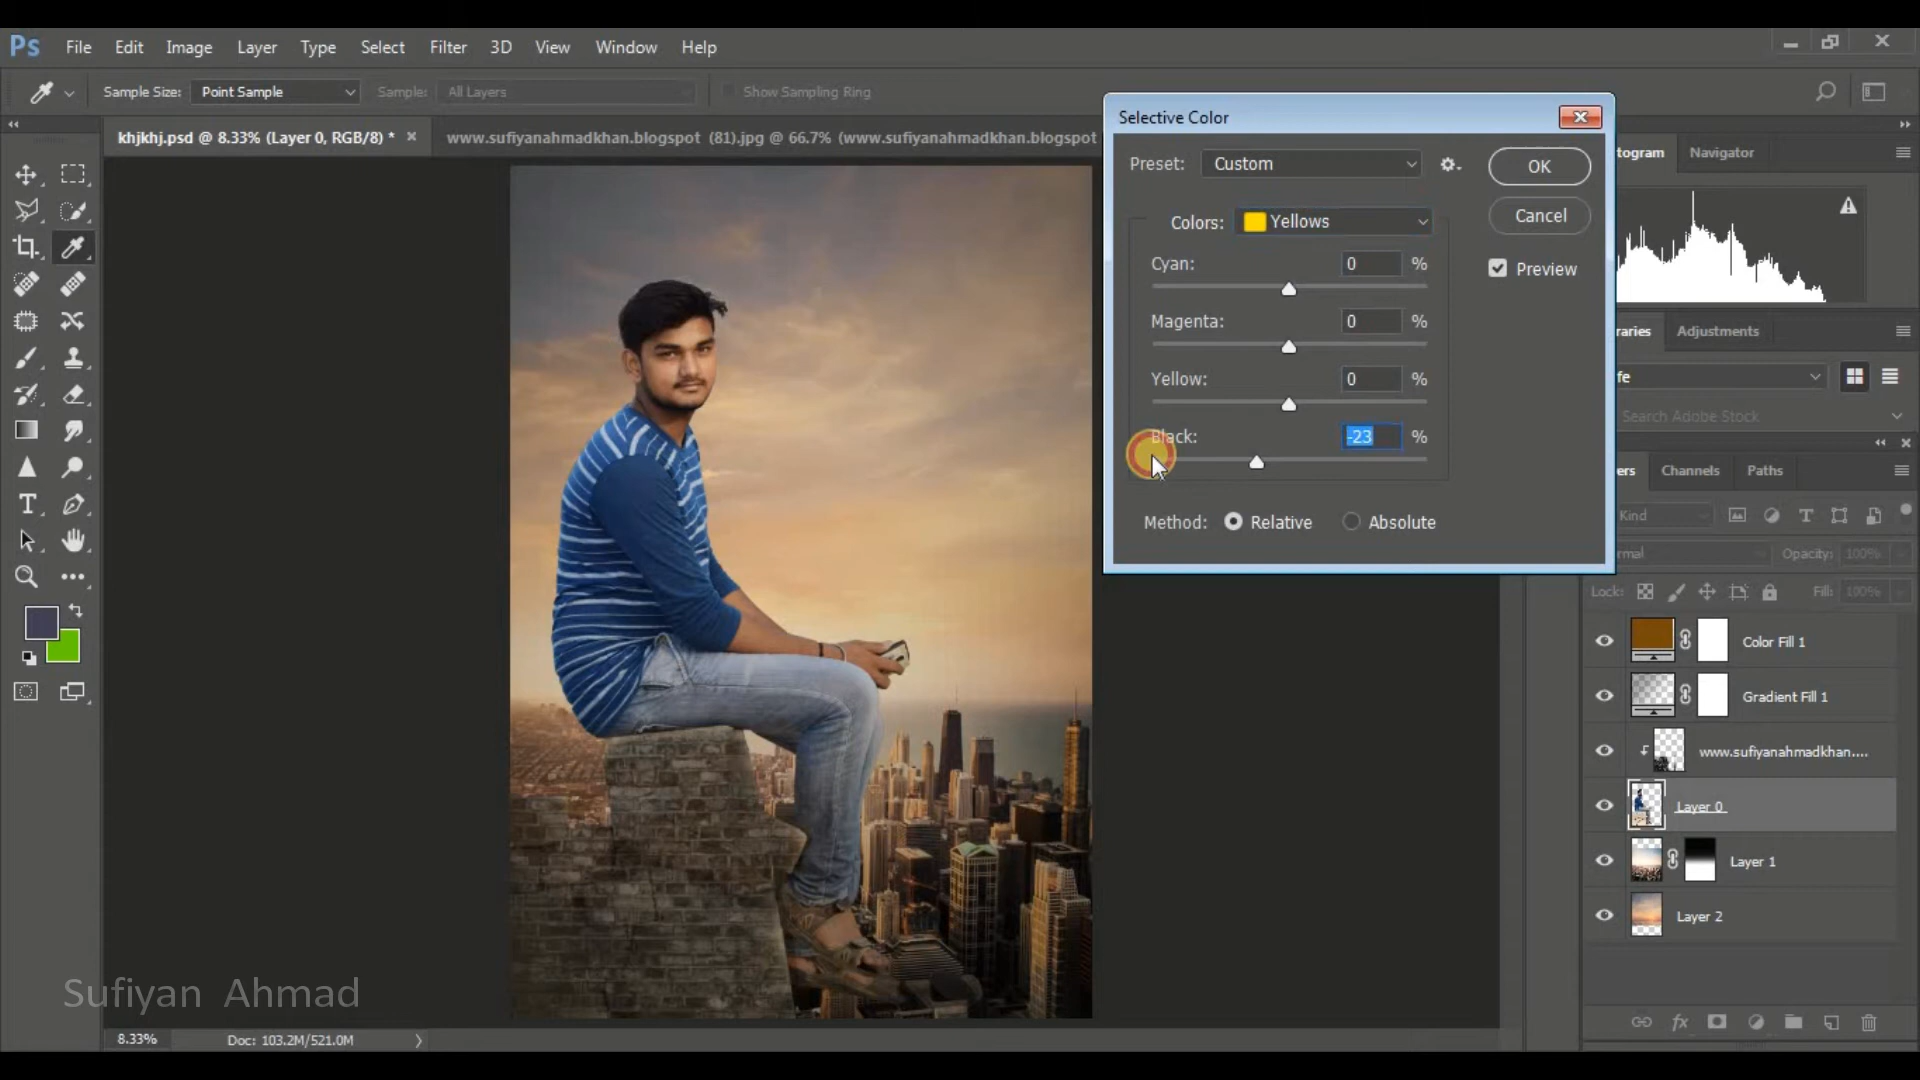 Ps File Edit Image Layer Type Select Filter 3D View Window Help
Sample Size: Point Sample Sample: All Layers Show Sampling Ring
khjkhj.psd @ 8.33% (Layer 0, RGB/8) * × www.sufiyanahmadkhan.blogspot (81).jpg @ 66.7% (www.sufiyanahmadkhan.blogspot
Selective Color
Preset: Custom
OK
Colors: Yellows
Cancel
Cyan: 0 %
Preview
Magenta: 0 %
Yellow: 0 %
Black: -23 %
Method: Relative Absolute
togram Navigator
raries Adjustments
fe
Search Adobe Stock
ers Channels Paths
Kind
rmal Opacity: 100%
Lock: Fill: 100%
Color Fill 1
Gradient Fill 1
www.sufiyanahmadkhan....
Layer 0
Layer 1
Layer 2
Sufiyan Ahmad
8.33% Doc: 103.2M/521.0M